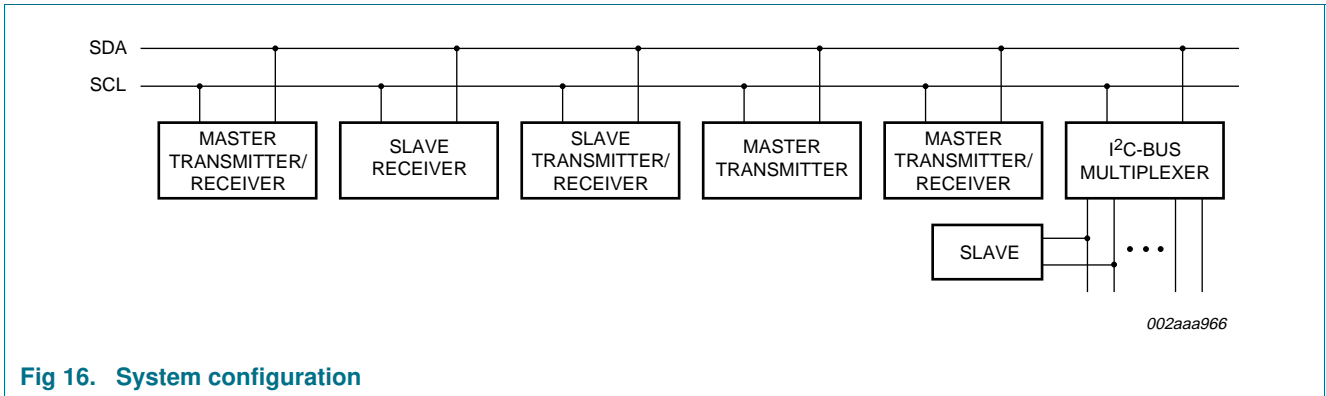 SDA
SCL
MASTER
TRANSMITTER/
RECEIVER
SLAVE
RECEIVER
SLAVE
TRANSMITTER/
RECEIVER
MASTER
TRANSMITTER
MASTER
TRANSMITTER/
RECEIVER
I²C-BUS
MULTIPLEXER
SLAVE
002aaa966
Fig 16. System configuration